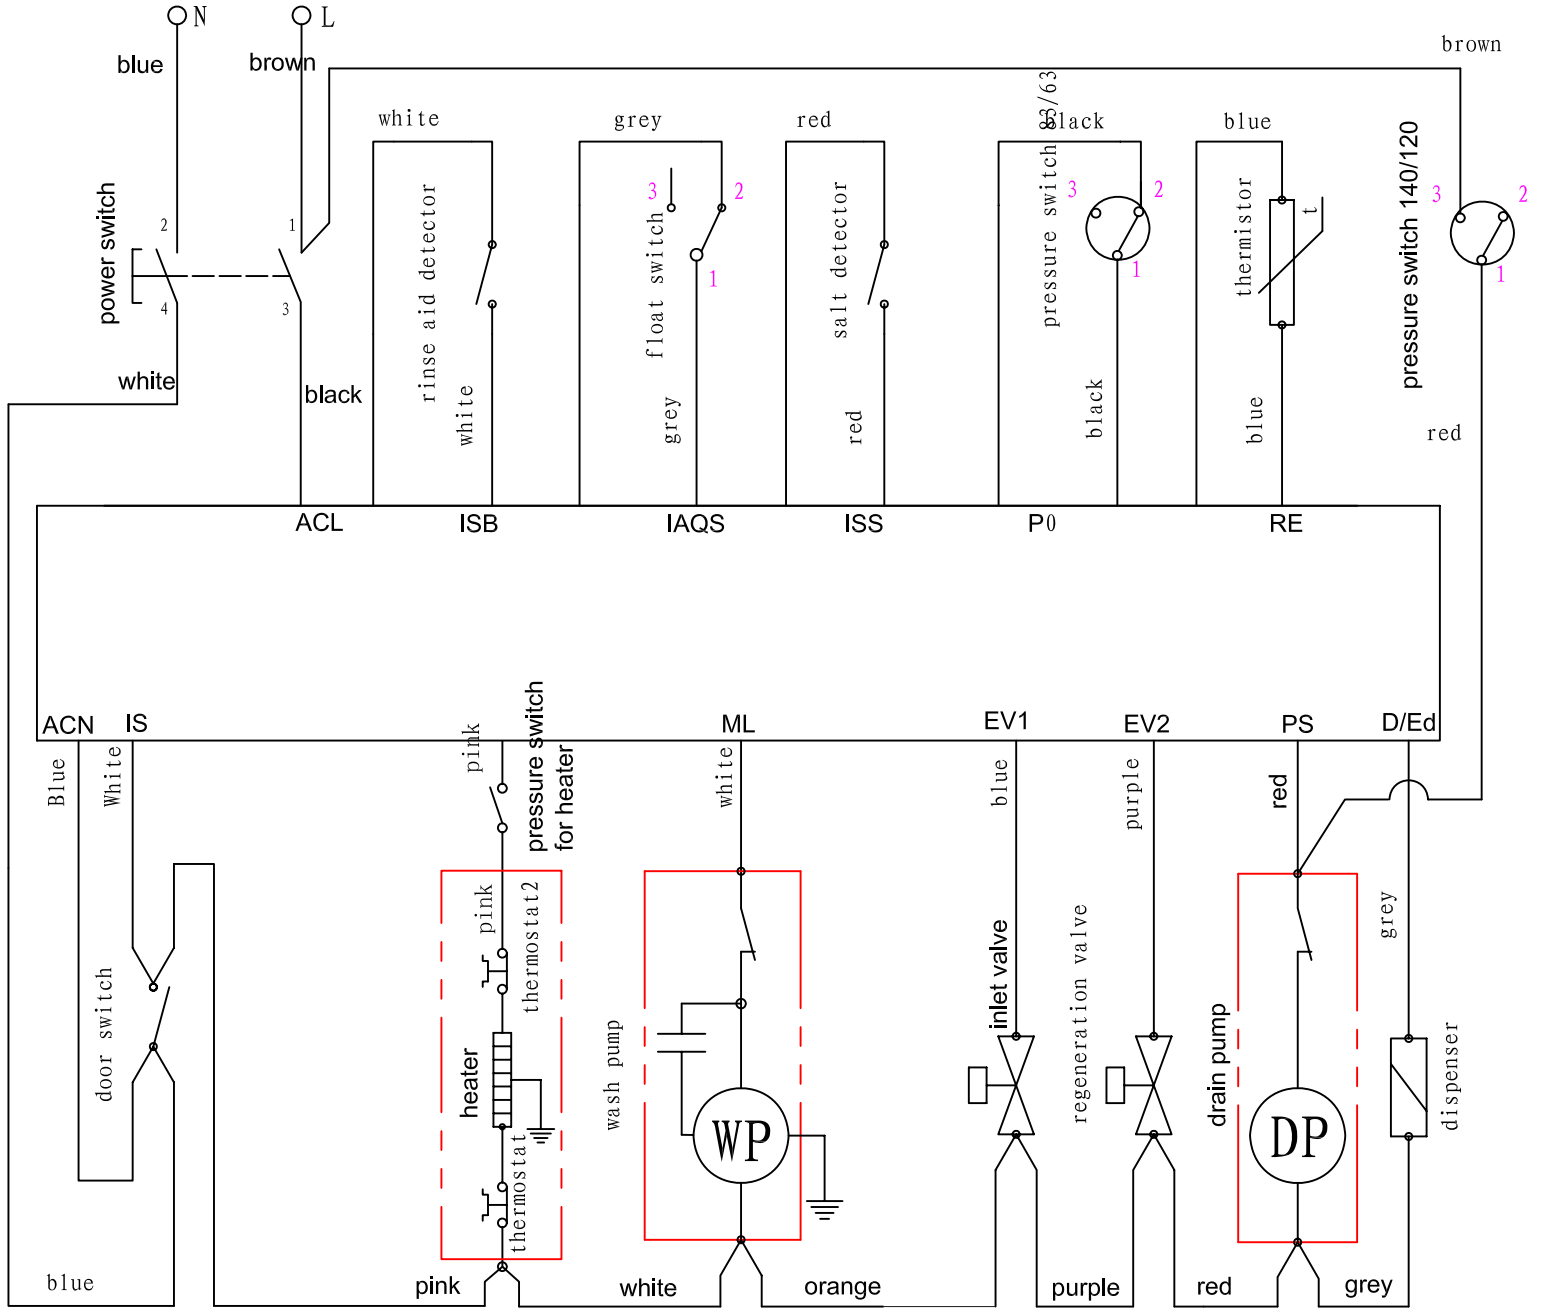 N
L
blue
brown
brown
white
grey
red
black
blue
power switch
2
1
4
3
rinse aid detector
3
2
1
float switch
salt detector
pressure switch 83/63
3
2
1
thermistor
t
pressure switch 140/120
3
2
1
white
black
white
grey
red
black
blue
red
ACL
ISB
IAQS
ISS
P0
RE
ACN
IS
ML
EV1
EV2
PS
D/Ed
Blue
White
pink
pressure switch
for heater
white
blue
purple
red
pink
thermostat2
grey
door switch
heater
thermostat
wash pump
WP
inlet valve
regeneration valve
drain pump
DP
dispenser
blue
pink
white
orange
purple
red
grey